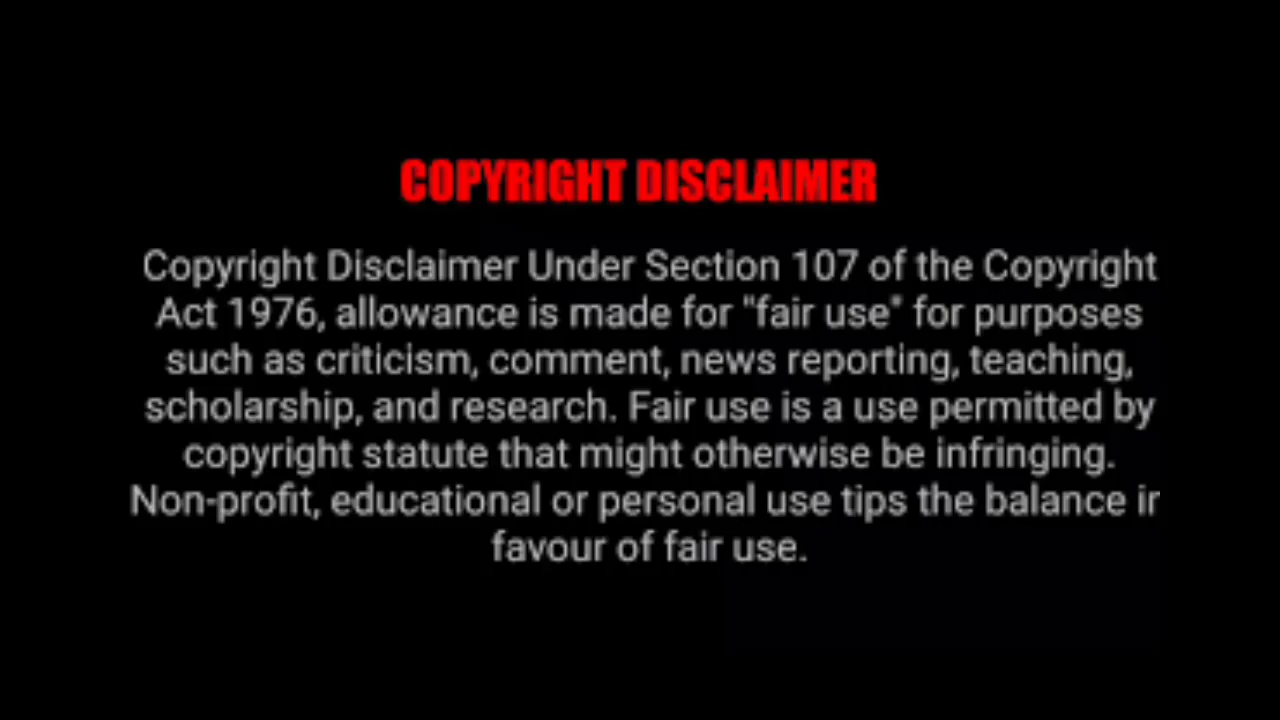 COPYRIGHT DISCLAIMER
Copyright Disclaimer Under Section 107 of the Copyright
Act 1976, allowance is made for "fair use" for purposes
such as criticism, comment, news reporting, teaching,
scholarship, and research. Fair use is a use permitted by
copyright statute that might otherwise be infringing.
Non-profit, educational or personal use tips the balance ir
favour of fair use.